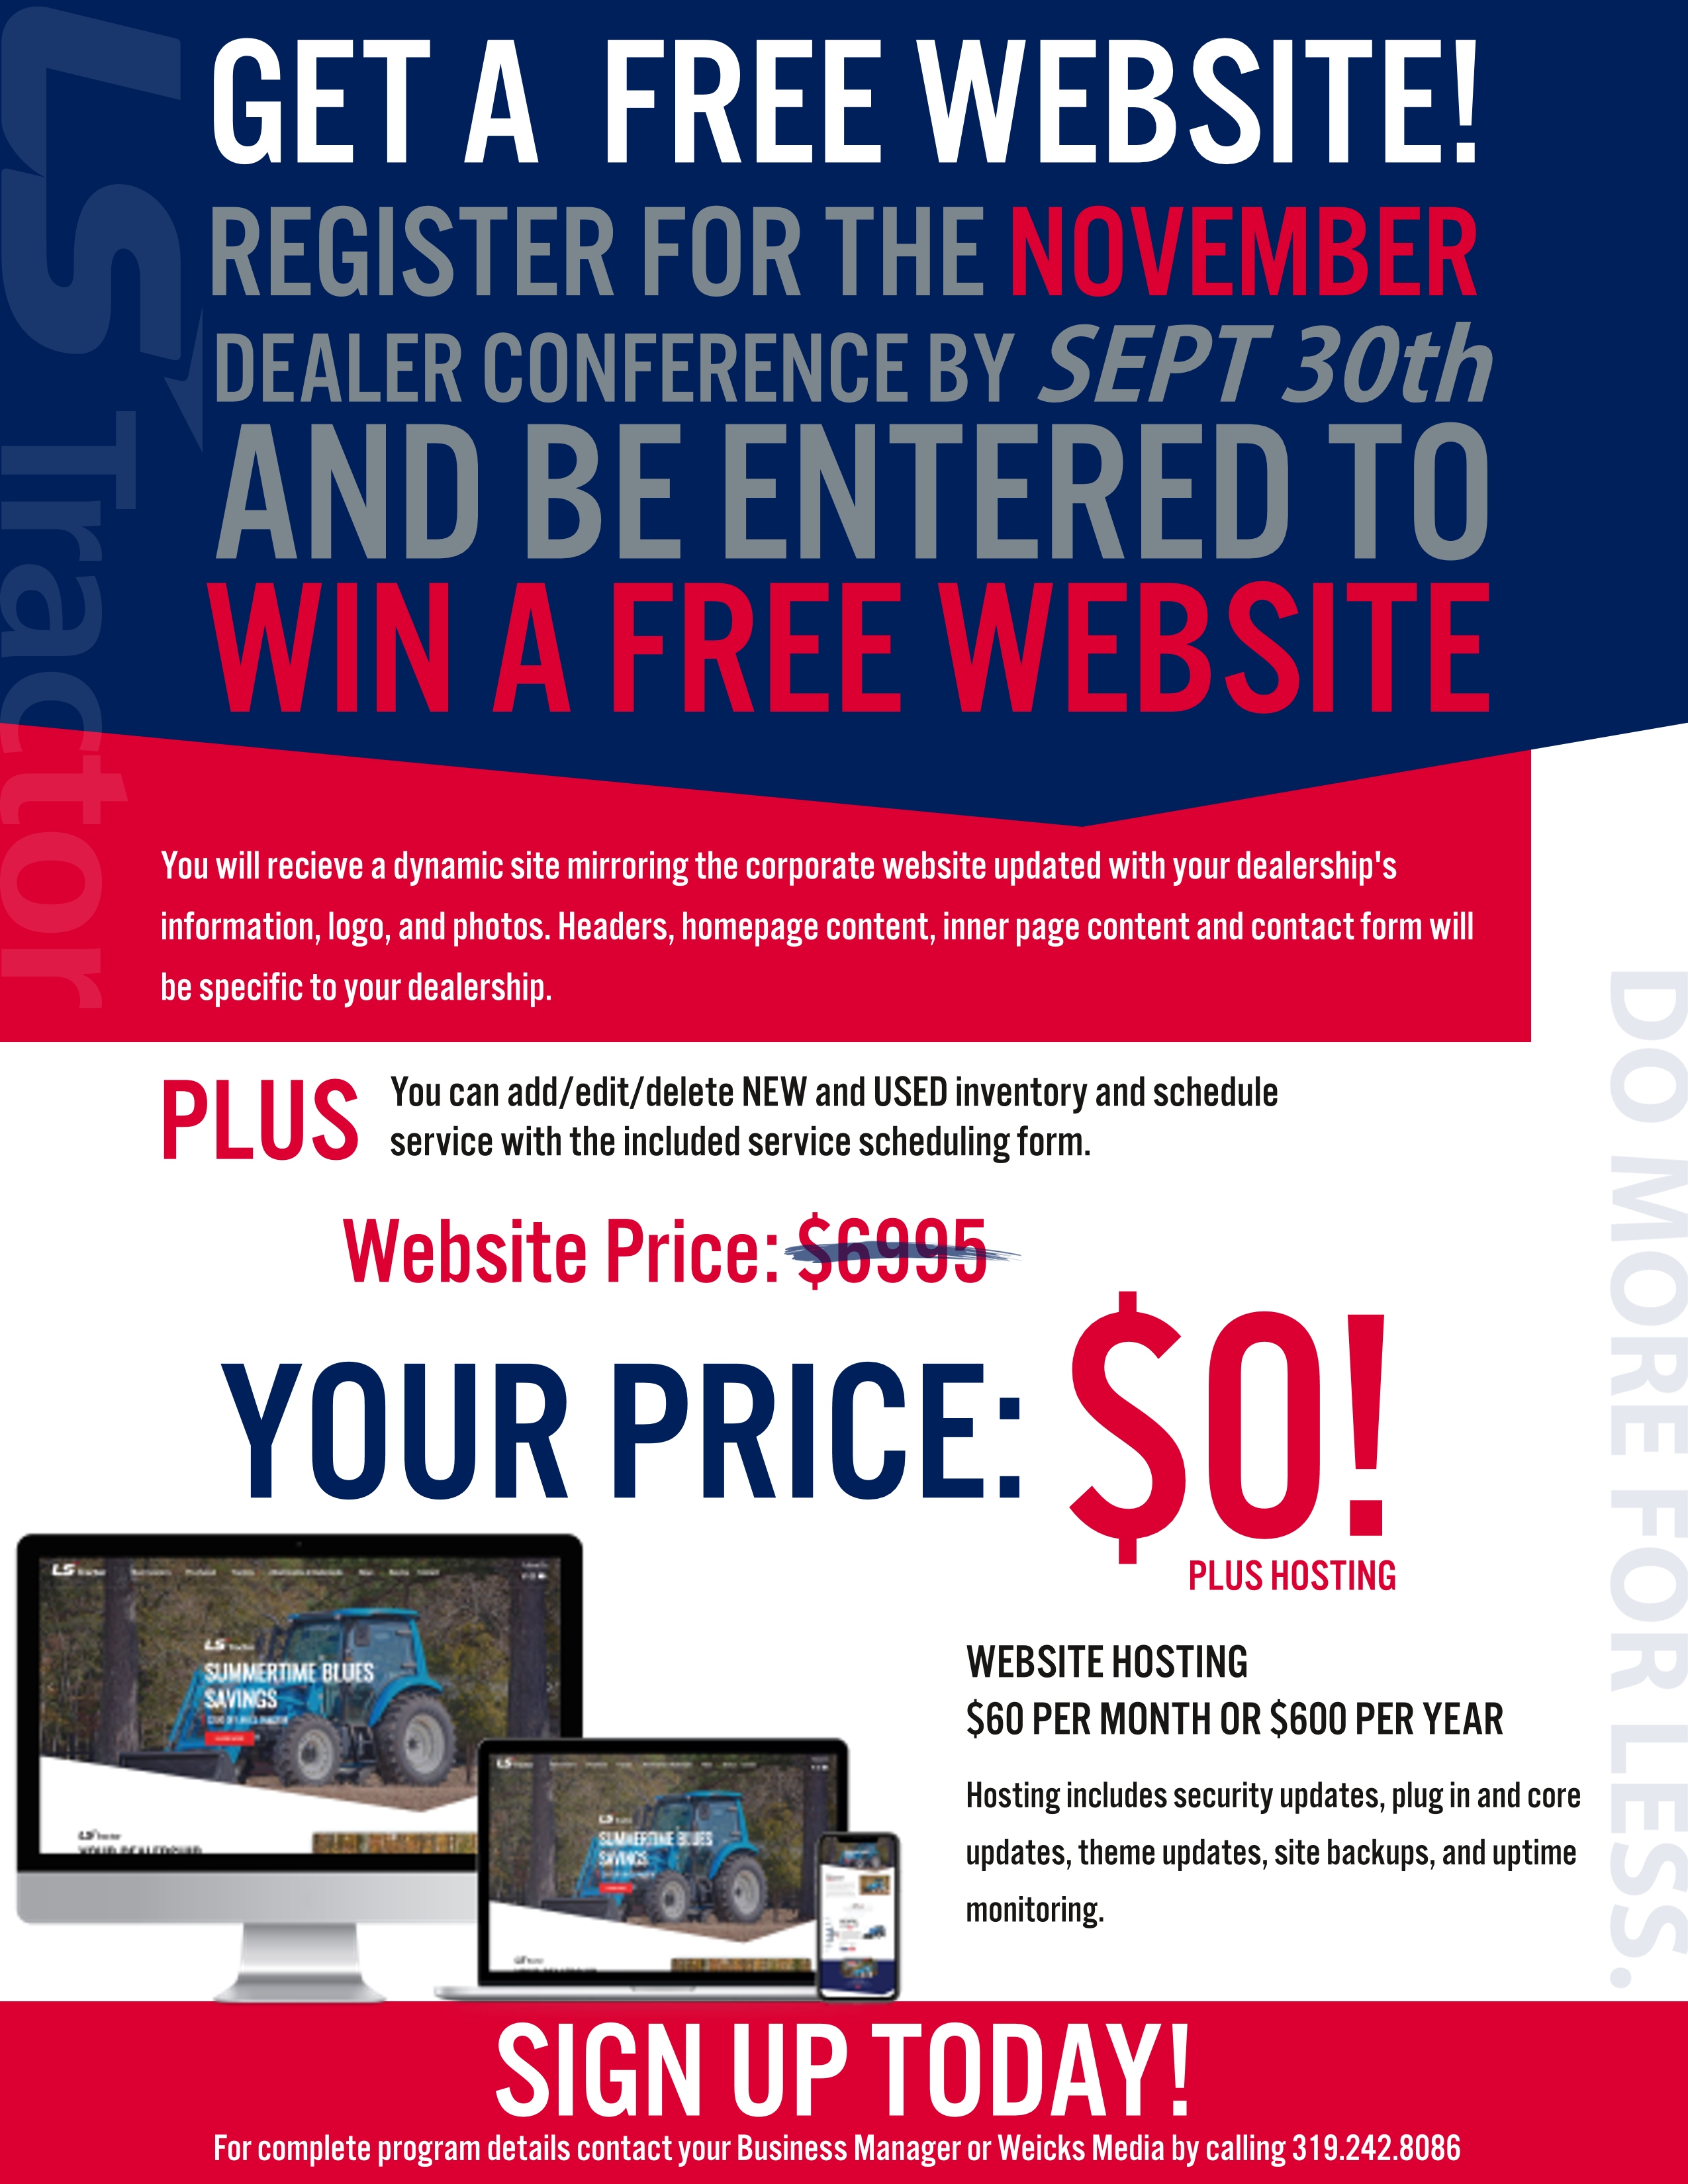 GET A FREE WEBSITE!
REGISTER FOR THE NOVEMBER
DEALER CONFERENCE BY SEPT 30th
AND BE ENTERED TO
WIN A FREE WEBSITE
LS Tractor
You will recieve a dynamic site mirroring the corporate website updated with your dealership's
information, logo, and photos. Headers, homepage content, inner page content and contact form will
be specific to your dealership.
PLUS
You can add/edit/delete NEW and USED inventory and schedule
service with the included service scheduling form.
Website Price: $6995
YOUR PRICE: $0!
PLUS HOSTING
DO MORE FOR LESS.
LS Tractor
SUMMERTIME BLUES
SAVINGS
LS Tractor
YOUR DEALERSHIP
LS
SUMMERTIME BLUES
SAVINGS
WEBSITE HOSTING
$60 PER MONTH OR $600 PER YEAR
Hosting includes security updates, plug in and core
updates, theme updates, site backups, and uptime
monitoring.
SIGN UP TODAY!
For complete program details contact your Business Manager or Weicks Media by calling 319.242.8086